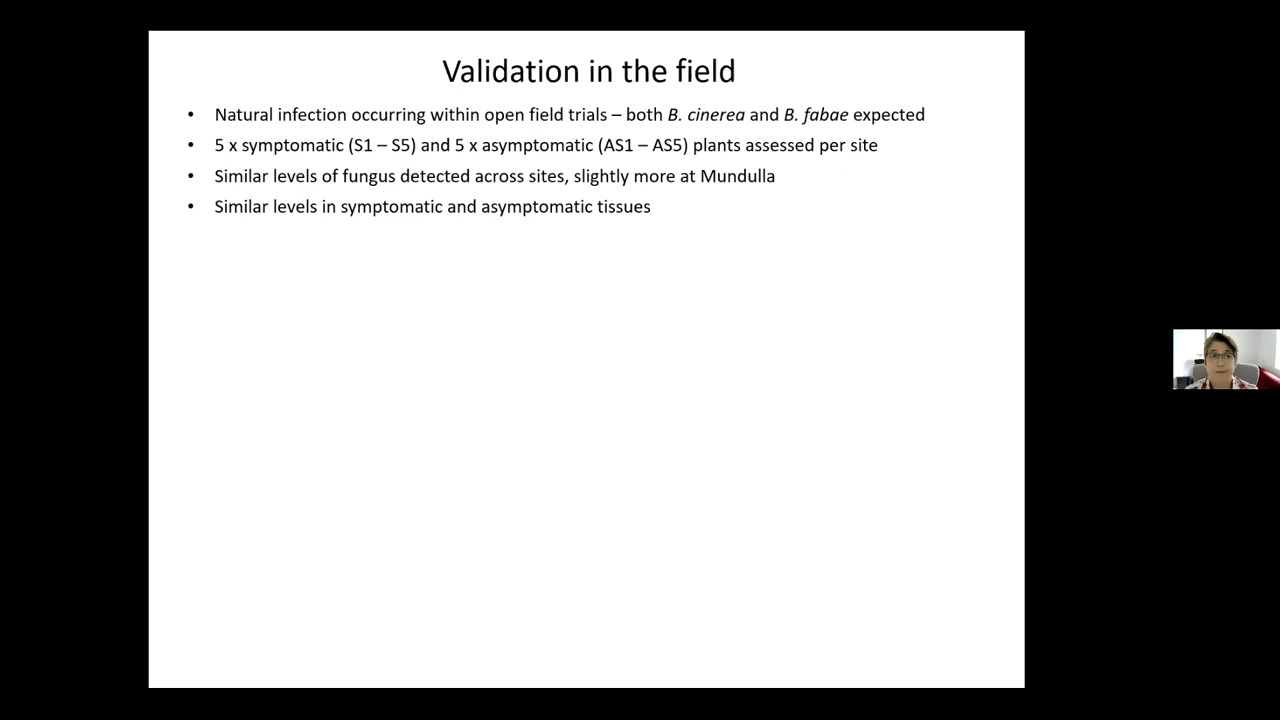 Validation in the field
• Natural infection occurring within open field trials – both B. cinerea and B. fabae expected
• 5 x symptomatic (S1 – S5) and 5 x asymptomatic (AS1 – AS5) plants assessed per site
• Similar levels of fungus detected across sites, slightly more at Mundulla
• Similar levels in symptomatic and asymptomatic tissues